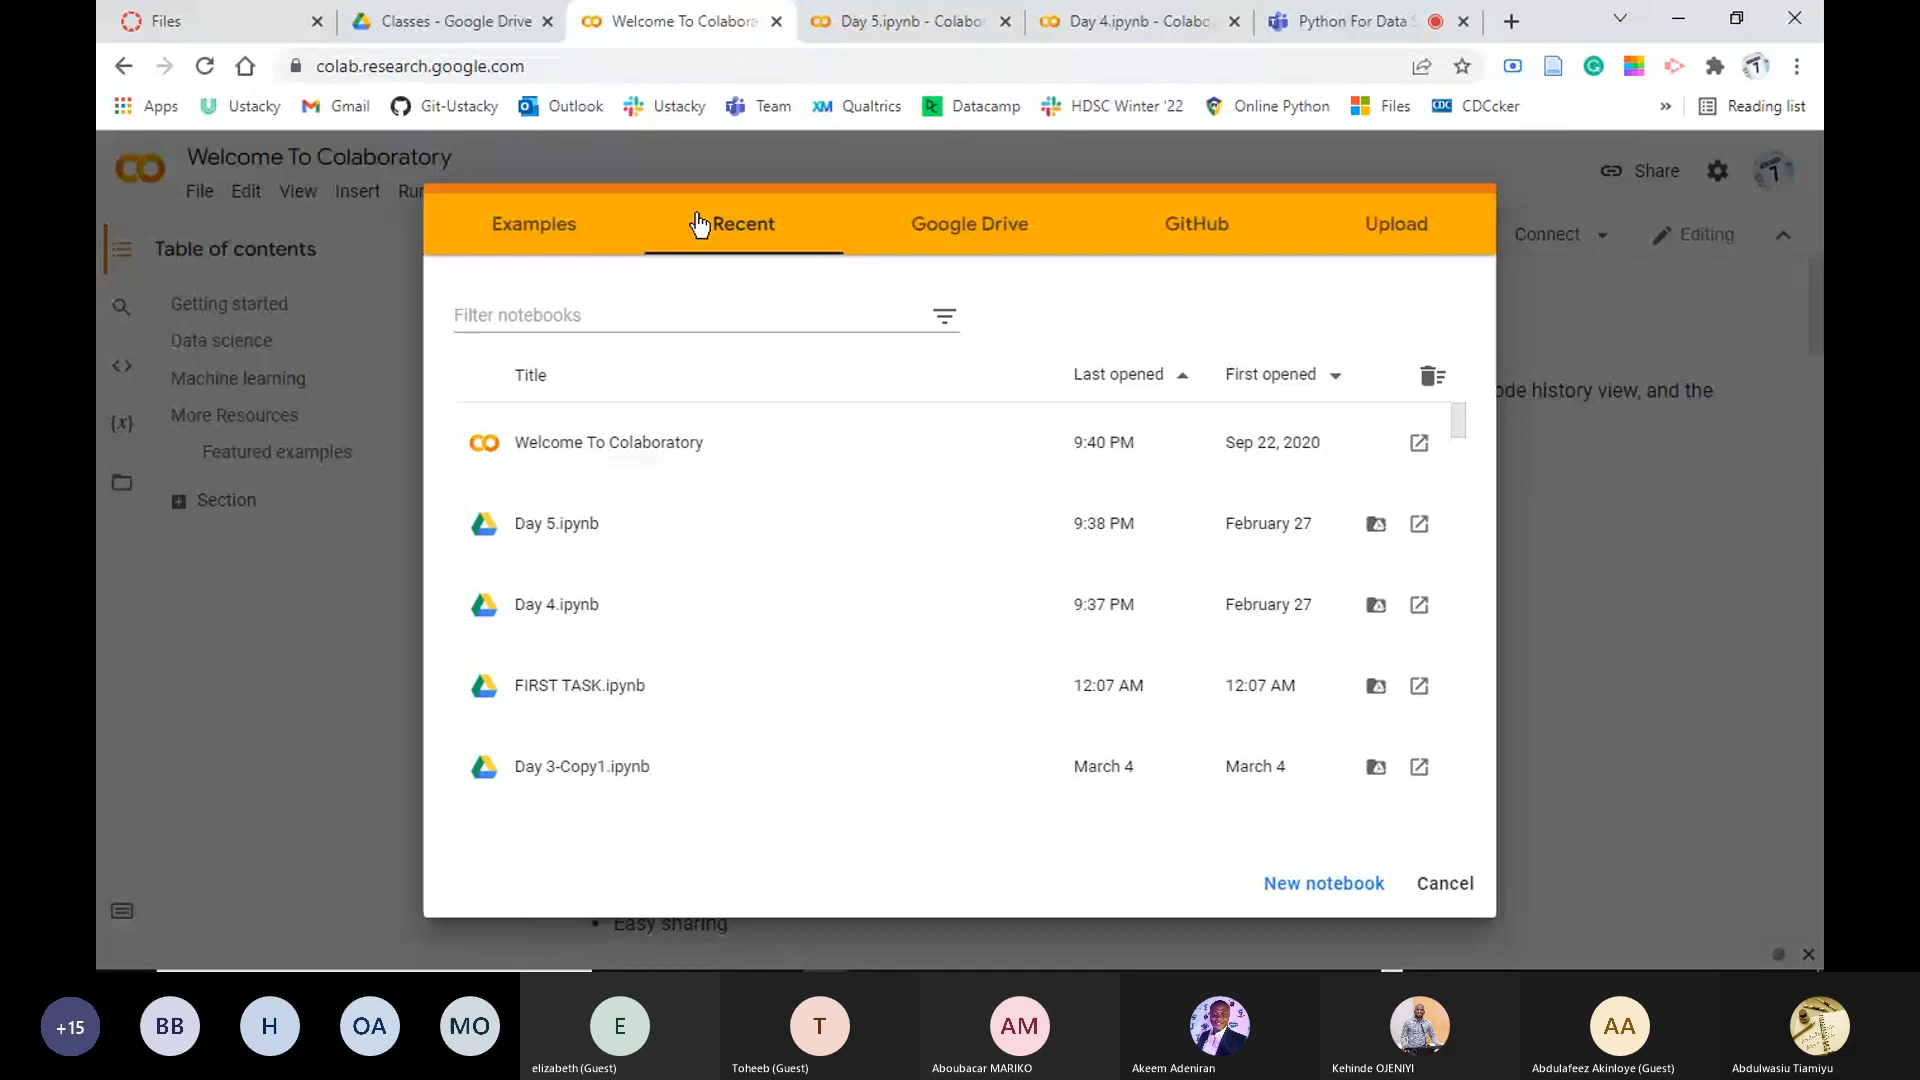 Files
Classes - Google Drive
Welcome To Colabora
Day 5.ipynb - Colabo
Day 4.ipynb - Colabo
Python For Data S
colab.research.google.com
Apps
Ustacky
Gmail
Git-Ustacky
Outlook
Ustacky
Team
XM Qualtrics
Datacamp
HDSC Winter '22
Online Python
Files
CDC CDCcker
» Reading list
Welcome To Colaboratory
File Edit View Insert Ru
Share
Table of contents
Getting started
Data science
Machine learning
More Resources
Featured examples
Section
Connect
Editing
ode history view, and the
Examples Recent Google Drive GitHub Upload
Filter notebooks
Title Last opened First opened
Welcome To Colaboratory 9:40 PM Sep 22, 2020
Day 5.ipynb 9:38 PM February 27
Day 4.ipynb 9:37 PM February 27
FIRST TASK.ipynb 12:07 AM 12:07 AM
Day 3-Copy1.ipynb March 4 March 4
New notebook Cancel
• Easy sharing
+15 BB H OA MO E T AM AA
elizabeth (Guest) Toheeb (Guest) Aboubacar MARIKO Akeem Adeniran Kehinde OJENIYI Abdulafeez Akinloye (Guest) Abdulwasiu Tiamiyu